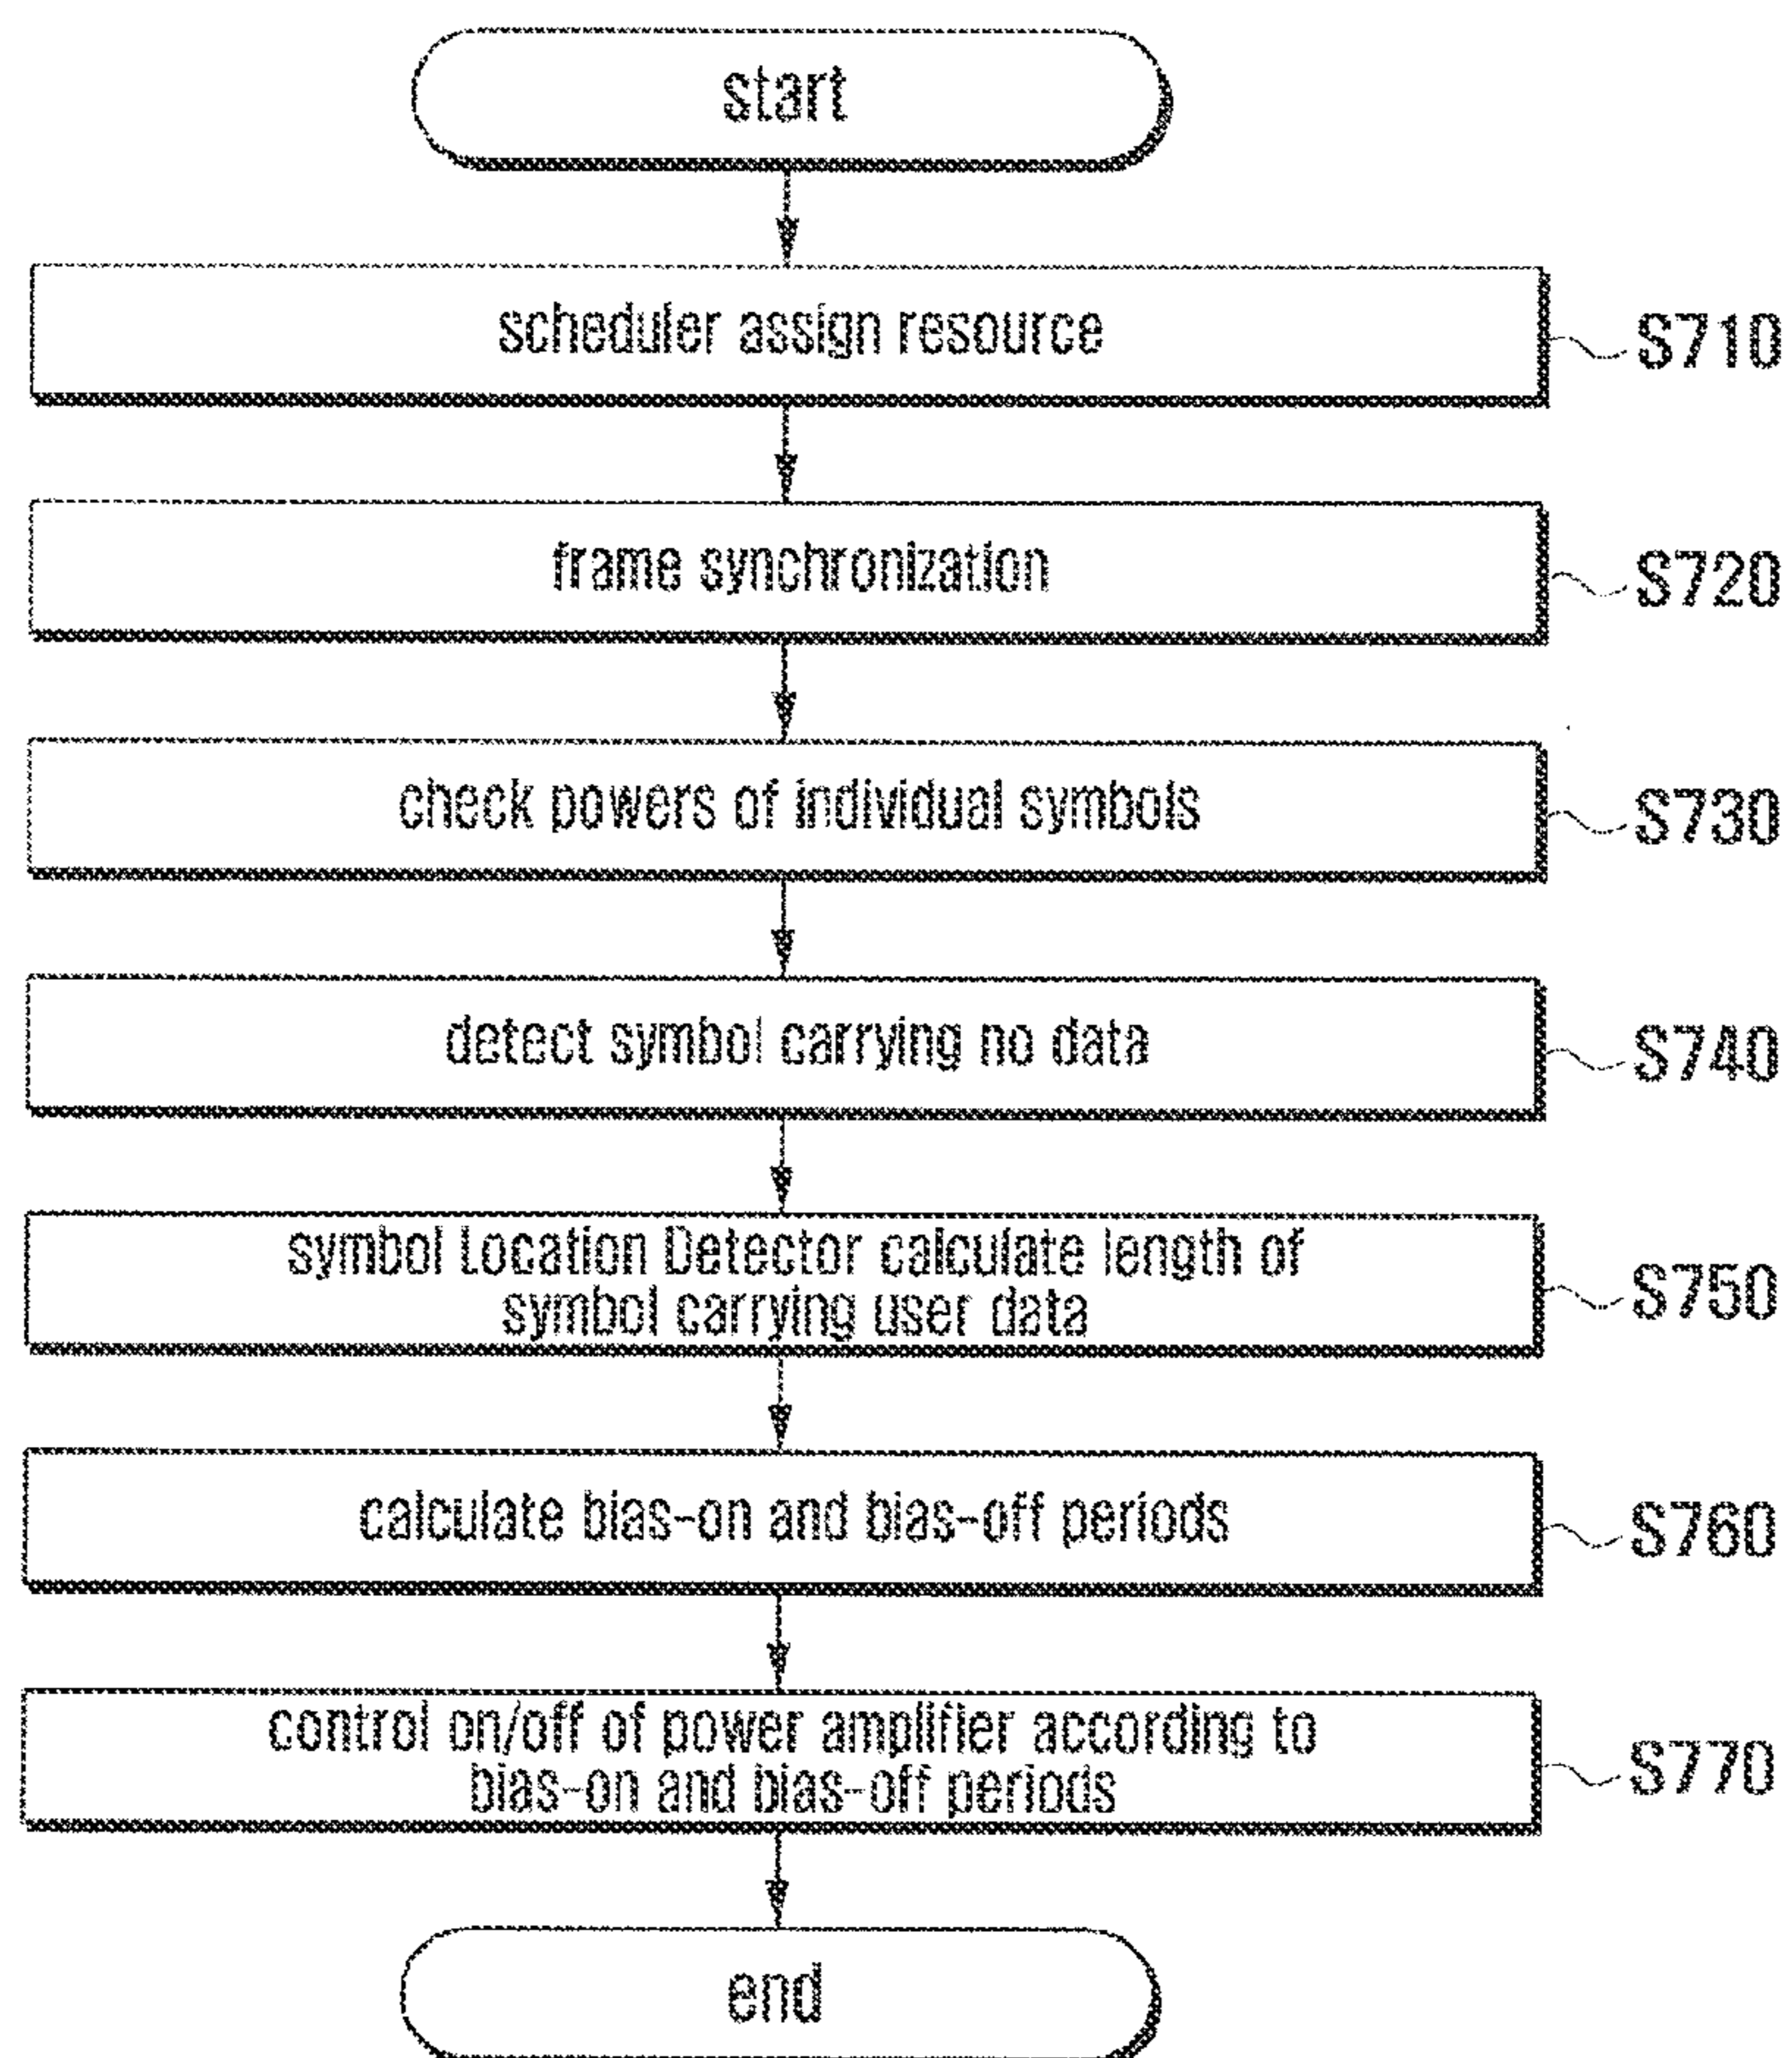 start
scheduler assign resource
S710
frame synchronization
S720
check powers of individual symbols
S730
detect symbol carrying no data
S740
symbol Location Detector calculate length of
symbol carrying user data
S750
calculate bias-on and bias-off periods
S760
control on/off of power amplifier according to
bias-on and bias-off periods
S770
end